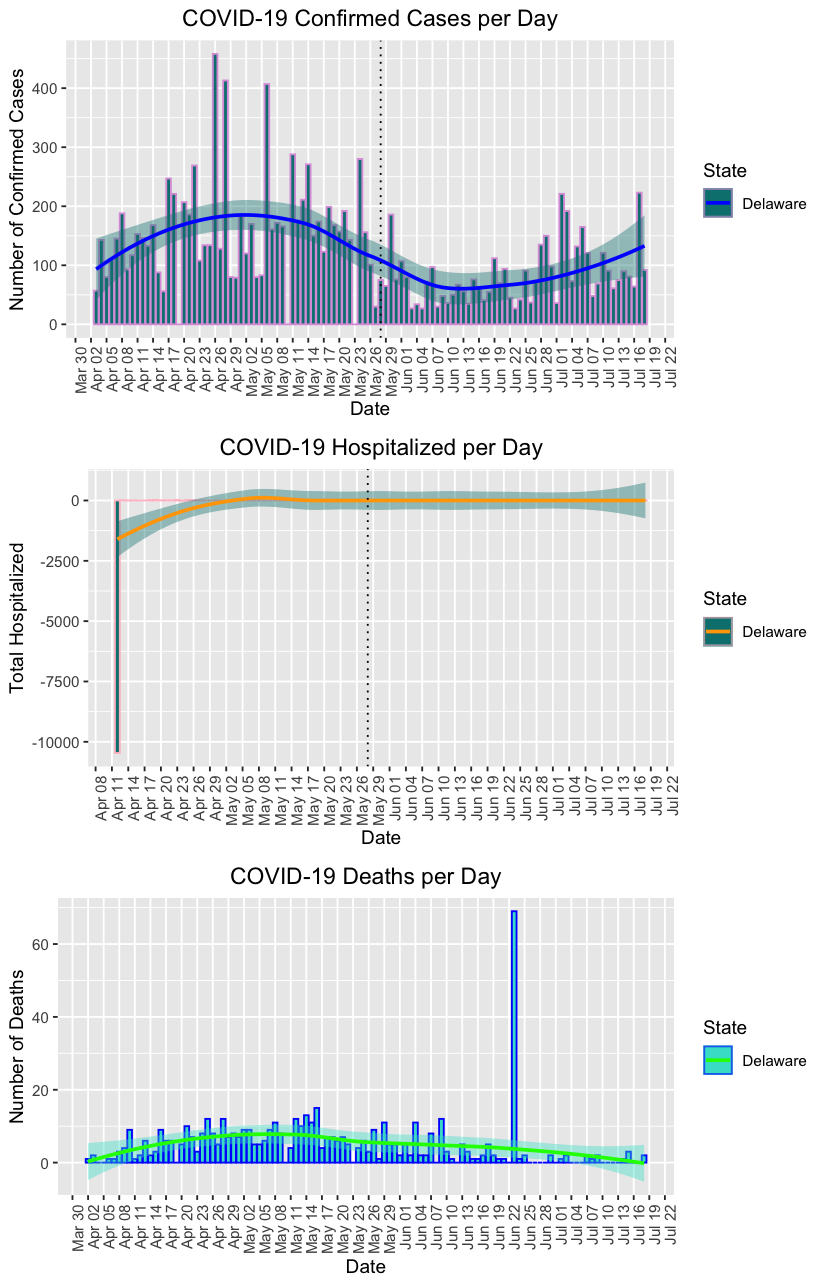 COVID-19 Confirmed Cases per Day
Number of Confirmed Cases
400
300
200
100
0
Mar 30
Apr 02
Apr 05
Apr 08
Apr 11
Apr 14
Apr 17
Apr 20
Apr 23
Apr 26
Apr 29
May 02
May 05
May 08
May 11
May 14
May 17
May 20
May 23
May 26
May 29
Jun 01
Jun 04
Jun 07
Jun 10
Jun 13
Jun 16
Jun 19
Jun 22
Jun 25
Jun 28
Jul 01
Jul 04
Jul 07
Jul 10
Jul 13
Jul 16
Jul 19
Jul 22
Date
State
Delaware
COVID-19 Hospitalized per Day
Total Hospitalized
0
-2500
-5000
-7500
-10000
Apr 08
Apr 11
Apr 14
Apr 17
Apr 20
Apr 23
Apr 26
Apr 29
May 02
May 05
May 08
May 11
May 14
May 17
May 20
May 23
May 26
May 29
Jun 01
Jun 04
Jun 07
Jun 10
Jun 13
Jun 16
Jun 19
Jun 22
Jun 25
Jun 28
Jul 01
Jul 04
Jul 07
Jul 10
Jul 13
Jul 16
Jul 19
Jul 22
Date
State
Delaware
COVID-19 Deaths per Day
Number of Deaths
60
40
20
0
Mar 30
Apr 02
Apr 05
Apr 08
Apr 11
Apr 14
Apr 17
Apr 20
Apr 23
Apr 26
Apr 29
May 02
May 05
May 08
May 11
May 14
May 17
May 20
May 23
May 26
May 29
Jun 01
Jun 04
Jun 07
Jun 10
Jun 13
Jun 16
Jun 19
Jun 22
Jun 25
Jun 28
Jul 01
Jul 04
Jul 07
Jul 10
Jul 13
Jul 16
Jul 19
Jul 22
Date
State
Delaware